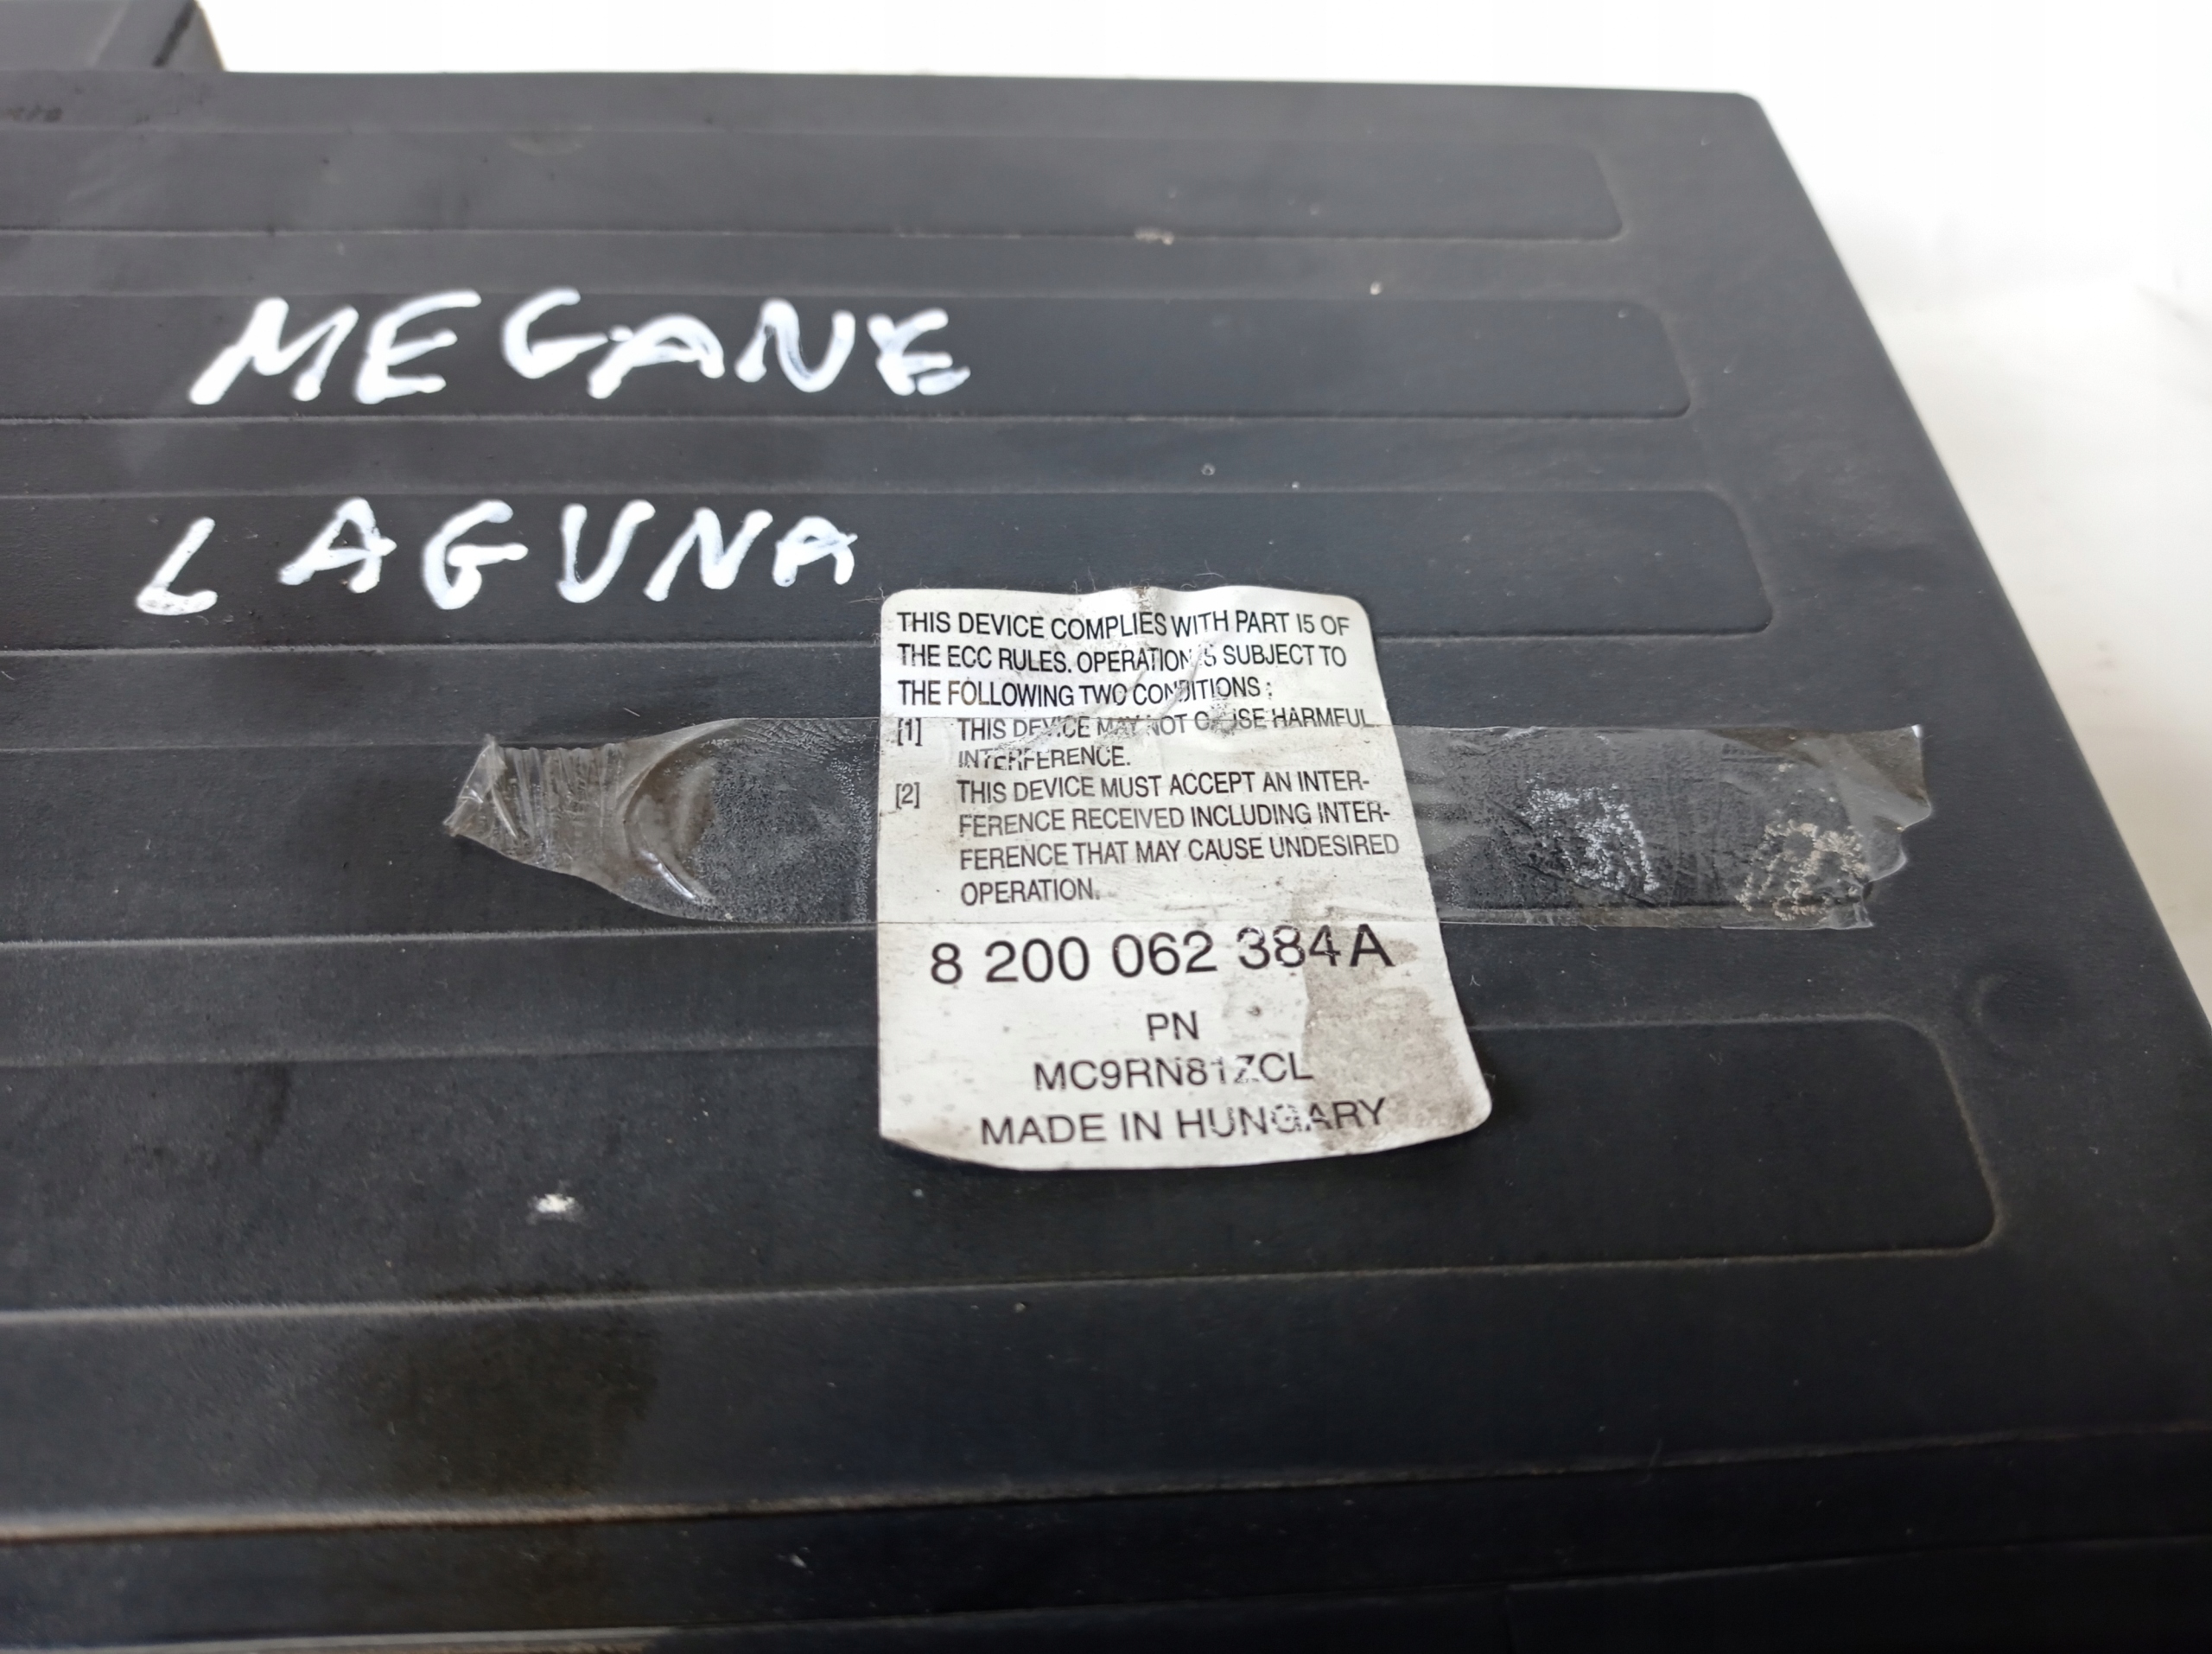 MEGANE
LAGUNA
THIS DEVICE COMPLIES WITH PART I5 OF
THE ECC RULES. OPERATION IS SUBJECT TO
THE FOLLOWING TWO CONDITIONS :
[1] THIS DEVICE MAY NOT CAUSE HARMFUL
INTERFERENCE.
[2] THIS DEVICE MUST ACCEPT AN INTER-
FERENCE RECEIVED INCLUDING INTER-
FERENCE THAT MAY CAUSE UNDESIRED
OPERATION.
8 200 062 384A
PN
MC9RN81ZCL
MADE IN HUNGARY